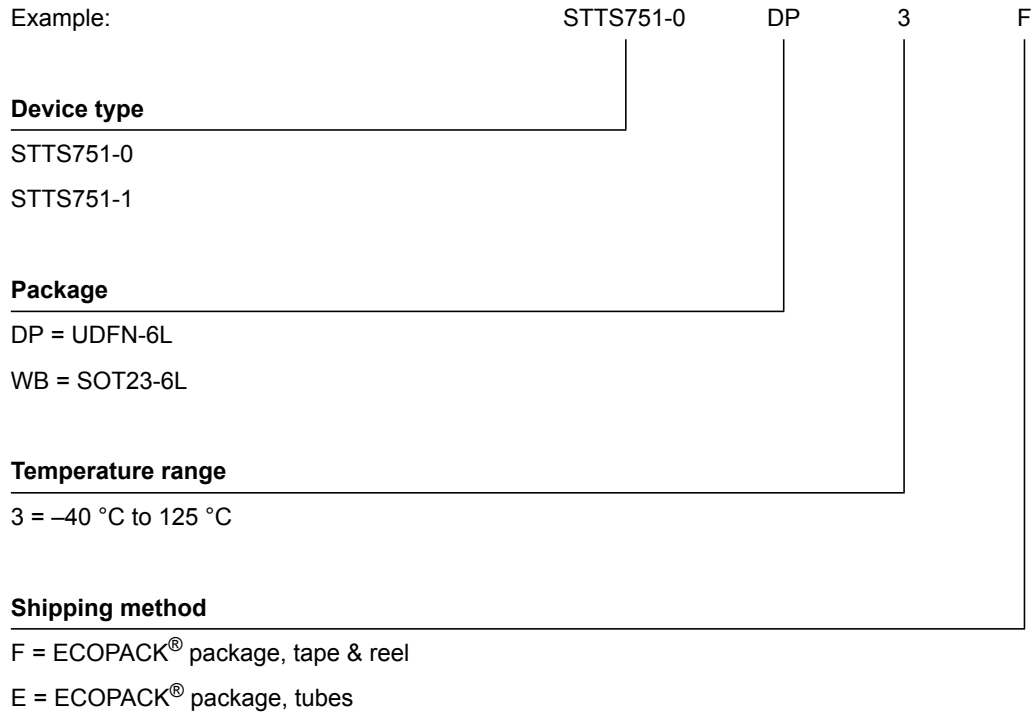 Example: STTS751-0 DP 3 F
Device type
STTS751-0
STTS751-1
Package
DP = UDFN-6L
WB = SOT23-6L
Temperature range
3 = –40 °C to 125 °C
Shipping method
F = ECOPACK® package, tape & reel
E = ECOPACK® package, tubes